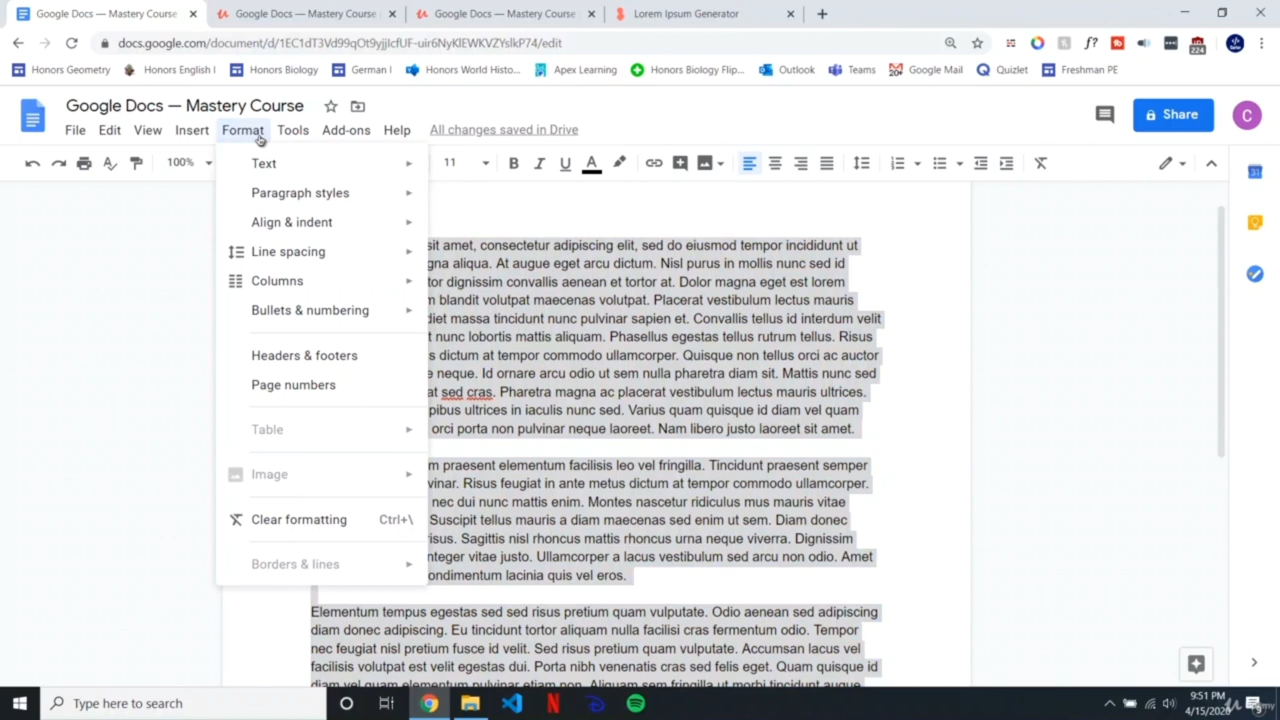 Google Docs — Mastery Course
Google Docs — Mastery Course
Google Docs — Mastery Course
Lorem Ipsum Generator
docs.google.com/document/d/1EC1dT3Vd99qOt9yjjIcfUF-uir6NyKlEWKVZYslkP74/edit
224
Honors Geometry
Honors English I
Honors Biology
German I
Honors World Histo...
Apex Learning
Honors Biology Flip...
Outlook
Teams
Google Mail
Quizlet
Freshman PE
Google Docs — Mastery Course
Share
C
File Edit View Insert Format Tools Add-ons Help All changes saved in Drive
100% 11
Text
Paragraph styles
Align & indent
Line spacing
Columns
Bullets & numbering
Headers & footers
Page numbers
Table
Image
Clear formatting Ctrl+\
Borders & lines
sit amet, consectetur adipiscing elit, sed do eiusmod tempor incididunt ut
gna aliqua. At augue eget arcu dictum. Nisl purus in mollis nunc sed id
tor dignissim convallis aenean et tortor at. Dolor magna eget est lorem
m blandit volutpat maecenas volutpat. Placerat vestibulum lectus mauris
diet massa tincidunt nunc pulvinar sapien et. Convallis tellus id interdum velit
t nunc lobortis mattis aliquam. Phasellus egestas tellus rutrum tellus. Risus
s dictum at tempor commodo ullamcorper. Quisque non tellus orci ac auctor
e neque. Id ornare arcu odio ut sem nulla pharetra diam sit. Mattis nunc sed
at sed cras. Pharetra magna ac placerat vestibulum lectus mauris ultrices.
pibus ultrices in iaculis nunc sed. Varius quam quisque id diam vel quam
orci porta non pulvinar neque laoreet. Nam libero justo laoreet sit amet.
m praesent elementum facilisis leo vel fringilla. Tincidunt praesent semper
vinar. Risus feugiat in ante metus dictum at tempor commodo ullamcorper.
nec dui nunc mattis enim. Montes nascetur ridiculus mus mauris vitae
Suscipit tellus mauris a diam maecenas sed enim ut sem. Diam donec
risus. Sagittis nisl rhoncus mattis rhoncus urna neque viverra. Dignissim
nteger vitae justo. Ullamcorper a lacus vestibulum sed arcu non odio. Amet
ondimentum lacinia quis vel eros.
Elementum tempus egestas sed sed risus pretium quam vulputate. Odio aenean sed adipiscing
diam donec adipiscing. Eu tincidunt tortor aliquam nulla facilisi cras fermentum odio. Tempor
nec feugiat nisl pretium fusce id velit. Sed risus pretium quam vulputate. Accumsan lacus vel
facilisis volutpat est velit egestas dui. Porta nibh venenatis cras sed felis eget. Quam quisque id
diam vel quam elementum pulvinar etiam non. Aliquam sem fringilla ut morbi tincidunt augue
Type here to search
9:51 PM
4/15/2020